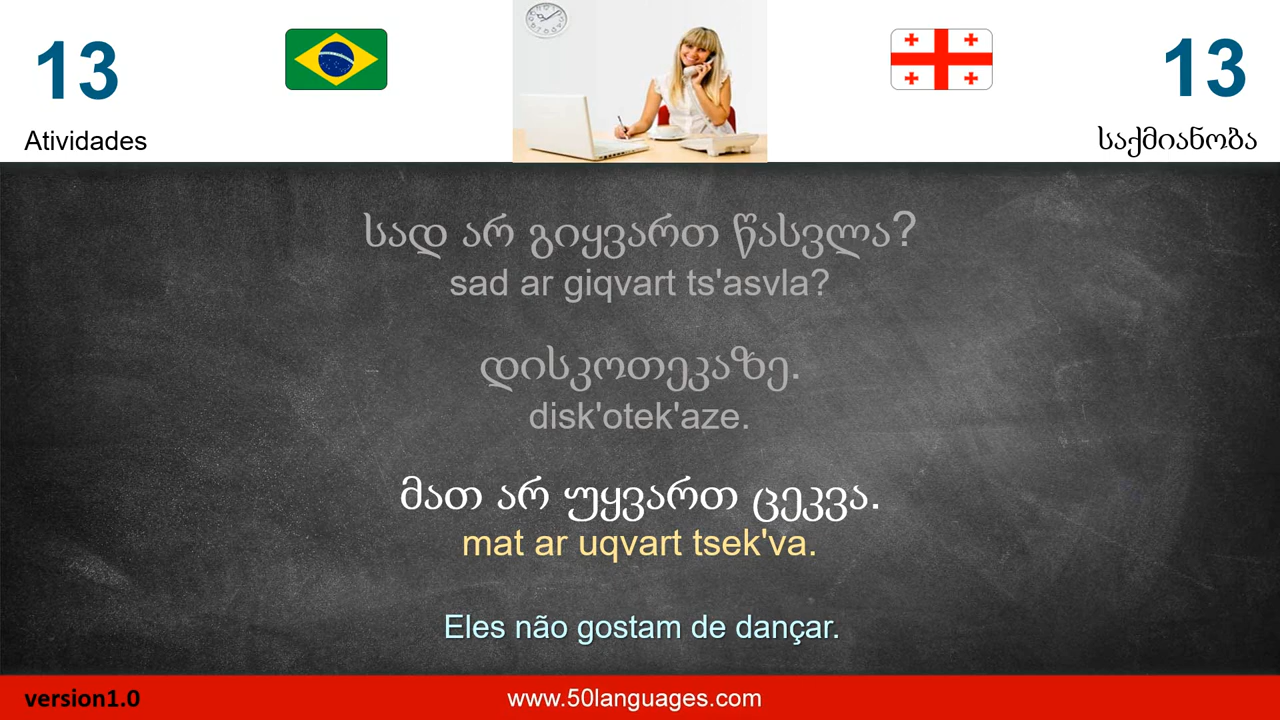 13
13
Atividades
საქმიანობა
სად არ გიყვართ წასვლა?
sad ar giqvart ts'asvla?
დისკოთეკაზე.
disk'otek'aze.
მათ არ უყვართ ცეკვა.
mat ar uqvart tsek'va.
Eles não gostam de dançar.
version1.0
www.50languages.com